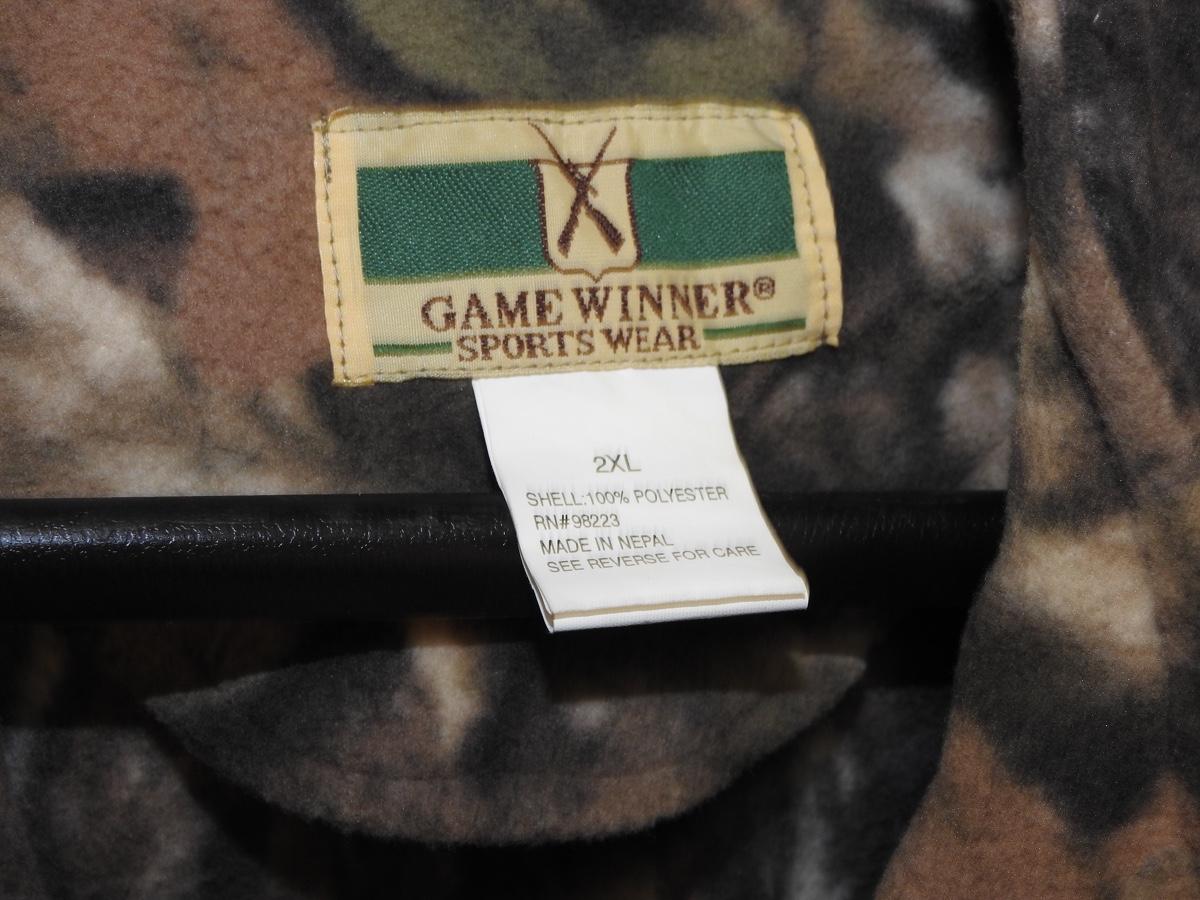 GAME WINNER®
SPORTS WEAR
2XL
SHELL:100% POLYESTER
RN#98223
MADE IN NEPAL
SEE REVERSE FOR CARE